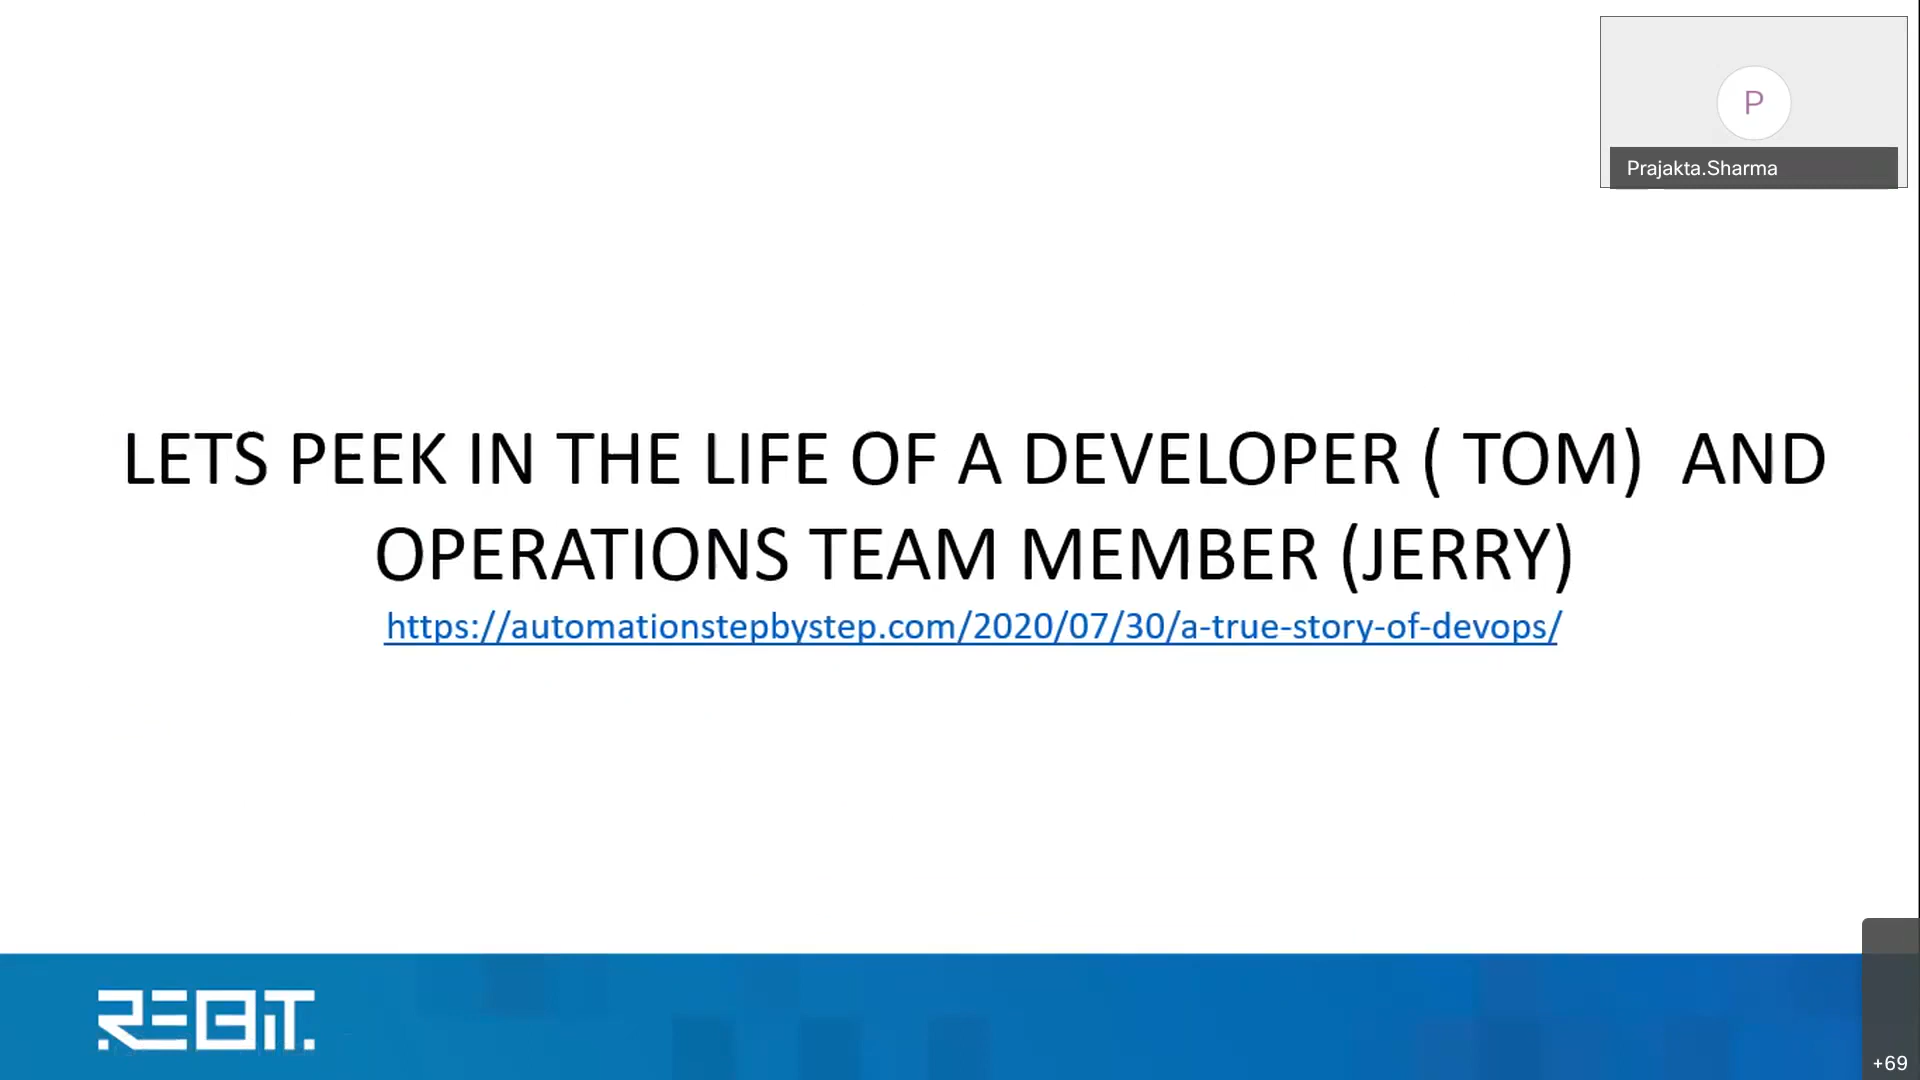 P
Prajakta.Sharma
LETS PEEK IN THE LIFE OF A DEVELOPER ( TOM)  AND
OPERATIONS TEAM MEMBER (JERRY)
https://automationstepbystep.com/2020/07/30/a-true-story-of-devops/
REBIT.
+69